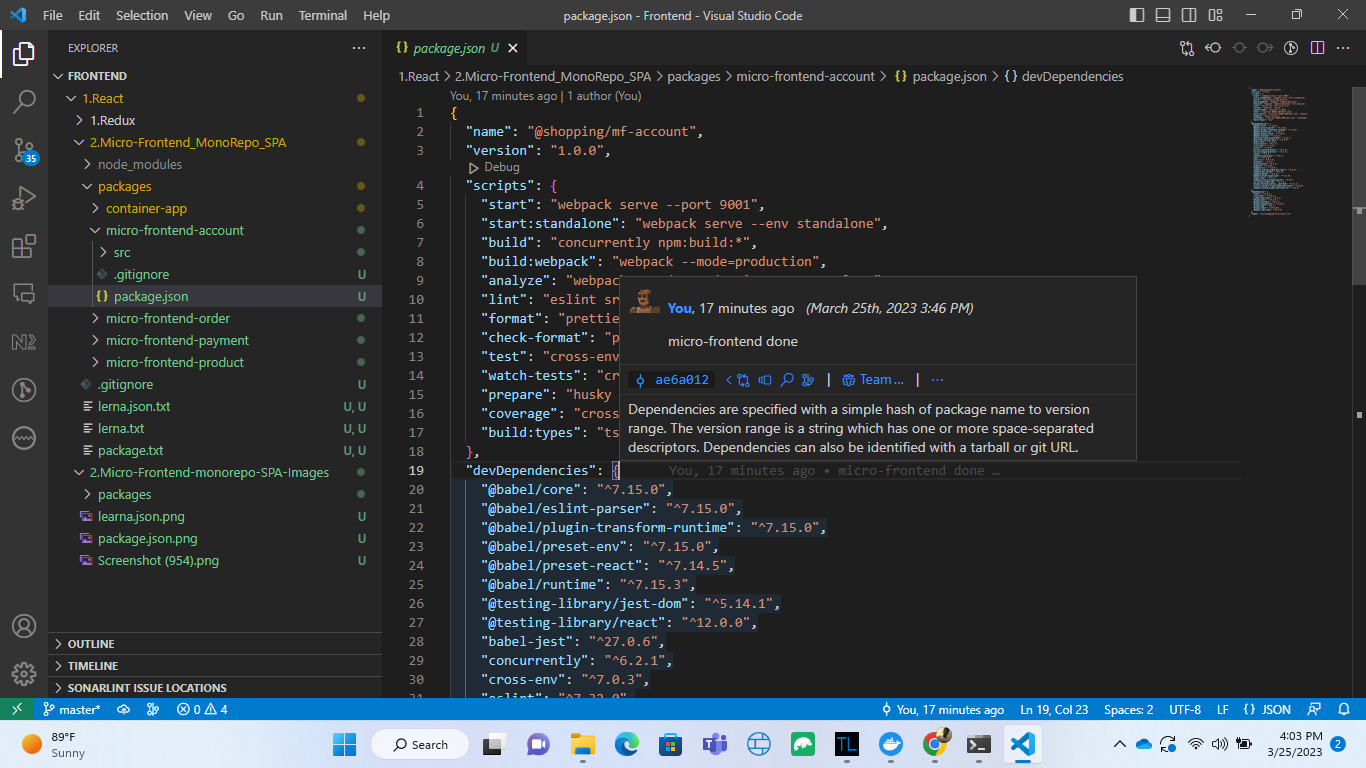 File Edit Selection View Go Run Terminal Help
package.json - Frontend - Visual Studio Code
EXPLORER
FRONTEND
1.React
1.Redux
2.Micro-Frontend_MonoRepo_SPA
node_modules
packages
container-app
micro-frontend-account
src
.gitignore U
{} package.json U
micro-frontend-order
micro-frontend-payment
micro-frontend-product
.gitignore U
lerna.json.txt U, U
lerna.txt U, U
package.txt U, U
2.Micro-Frontend-monorepo-SPA-Images
packages
learna.json.png U
package.json.png U
Screenshot (954).png U
OUTLINE
TIMELINE
SONARLINT ISSUE LOCATIONS
35
{} package.json U
1.React > 2.Micro-Frontend_MonoRepo_SPA > packages > micro-frontend-account > {} package.json > {} devDependencies
You, 17 minutes ago | 1 author (You)
1 {
2 "name": "@shopping/mf-account",
3 "version": "1.0.0",
Debug
4 "scripts": {
5 "start": "webpack serve --port 9001",
6 "start:standalone": "webpack serve --env standalone",
7 "build": "concurrently npm:build:*",
8 "build:webpack": "webpack --mode=production",
9 "analyze": "webpac
10 "lint": "eslint sr
11 "format": "prettie
12 "check-format": "p
13 "test": "cross-env
14 "watch-tests": "cr
15 "prepare": "husky
16 "coverage": "cross
17 "build:types": "ts
18 },
19 "devDependencies": { You, 17 minutes ago • micro-frontend done …
20 "@babel/core": "^7.15.0",
21 "@babel/eslint-parser": "^7.15.0",
22 "@babel/plugin-transform-runtime": "^7.15.0",
23 "@babel/preset-env": "^7.15.0",
24 "@babel/preset-react": "^7.14.5",
25 "@babel/runtime": "^7.15.3",
26 "@testing-library/jest-dom": "^5.14.1",
27 "@testing-library/react": "^12.0.0",
28 "babel-jest": "^27.0.6",
29 "concurrently": "^6.2.1",
30 "cross-env": "^7.0.3",
You, 17 minutes ago (March 25th, 2023 3:46 PM)
micro-frontend done
ae6a012 | Team... | ...
Dependencies are specified with a simple hash of package name to version
range. The version range is a string which has one or more space-separated
descriptors. Dependencies can also be identified with a tarball or git URL.
master* 0 4 You, 17 minutes ago Ln 19, Col 23 Spaces: 2 UTF-8 LF {} JSON
89°F
Sunny
Search
TL
4:03 PM
3/25/2023
2